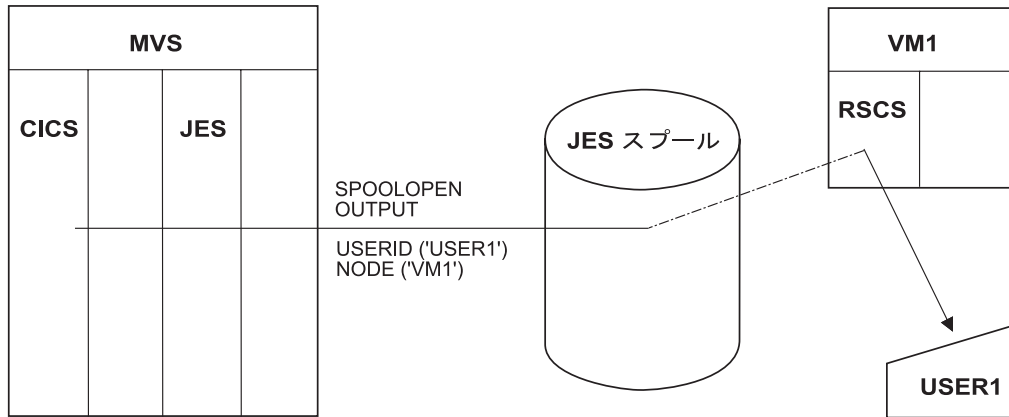 MVS
CICS
JES
SPOOLOPEN
OUTPUT
USERID ('USER1')
NODE ('VM1')
JES スプール
VM1
RSCS
USER1